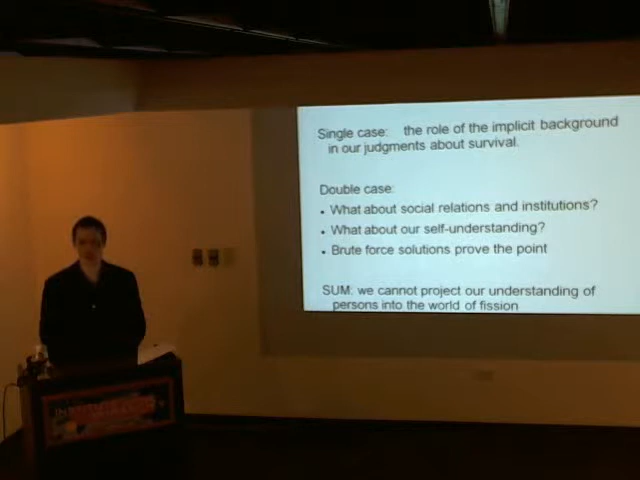 Single case: the role of the implicit background
in our judgments about survival.
Double case:
• What about social relations and institutions?
• What about our self-understanding?
• Brute force solutions prove the point
SUM: we cannot project our understanding of
persons into the world of fission